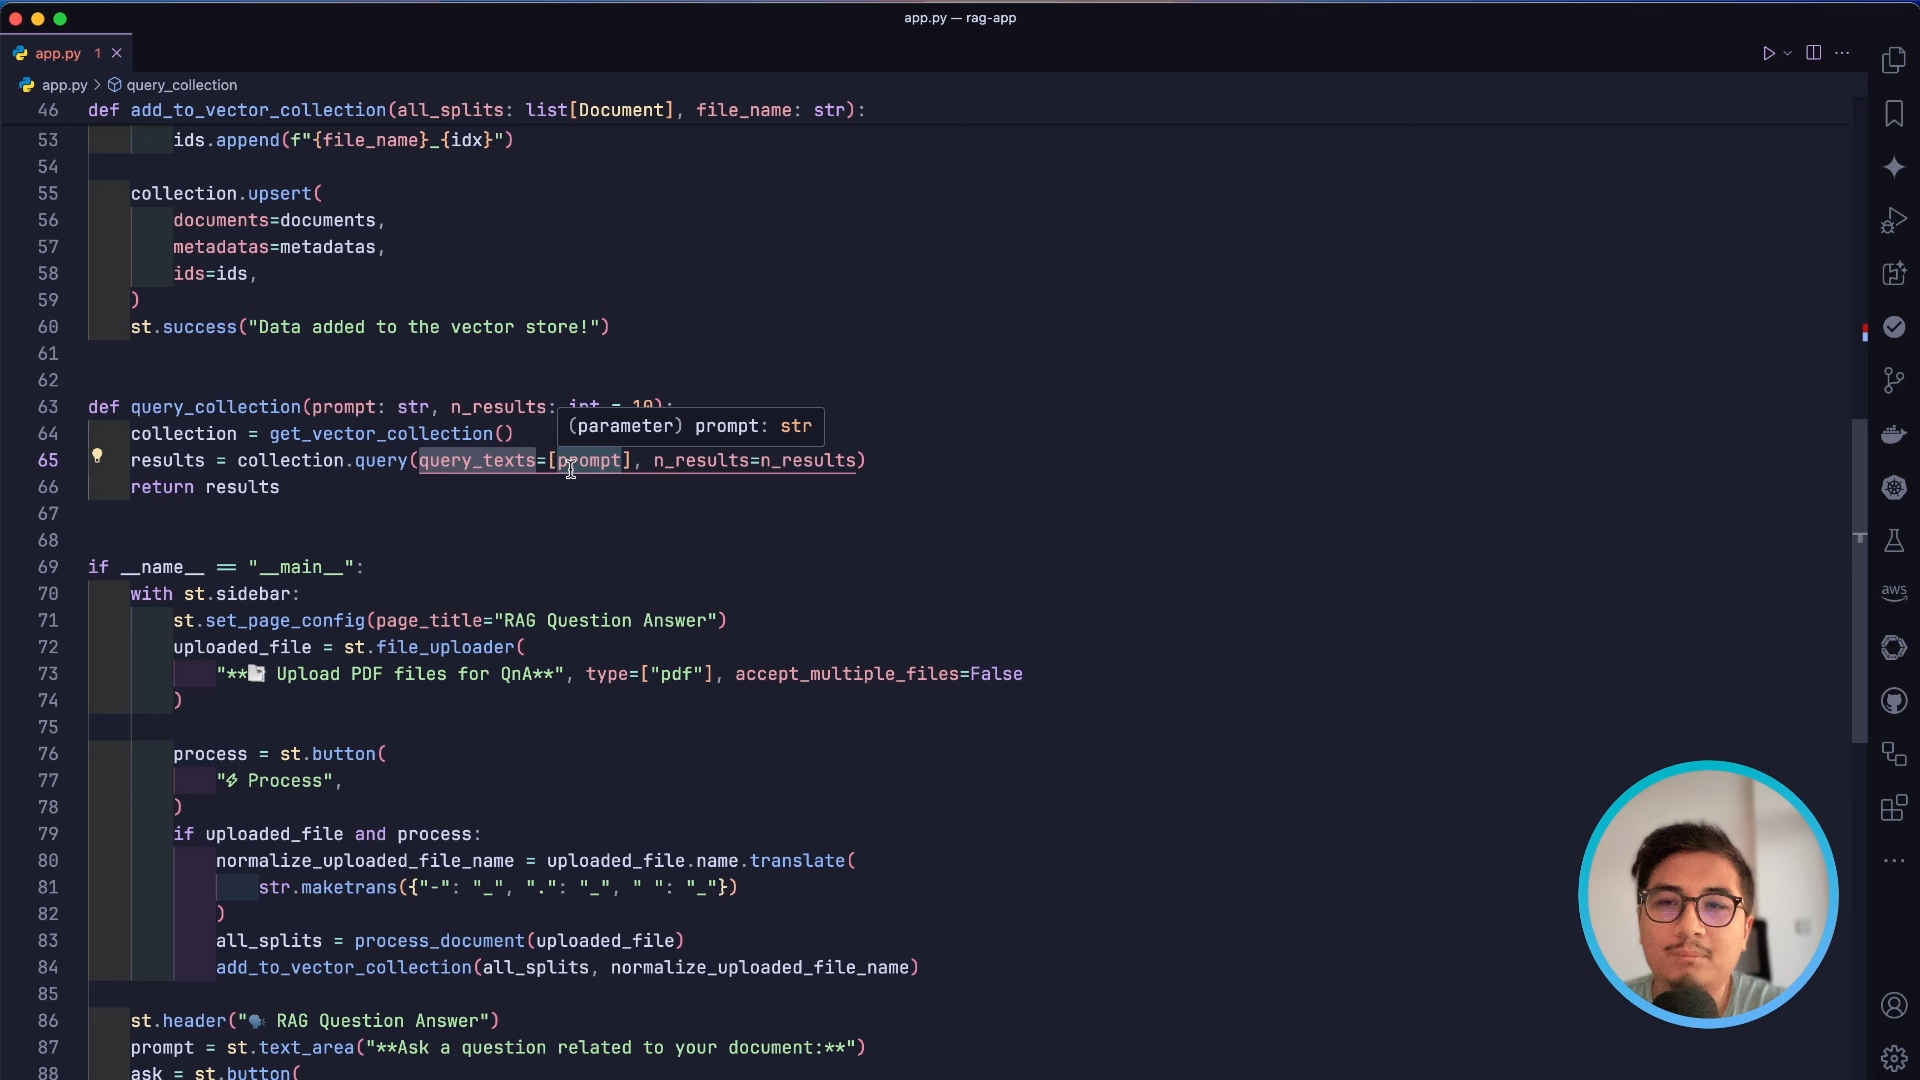 app.py — rag-app
app.py 1
app.py > query_collection
46 def add_to_vector_collection(all_splits: list[Document], file_name: str):
53 ids.append(f"{file_name}_{idx}")
54
55 collection.upsert(
56 documents=documents,
57 metadatas=metadatas,
58 ids=ids,
59 )
60 st.success("Data added to the vector store!")
61
62
63 def query_collection(prompt: str, n_results: int = 10):
(parameter) prompt: str
64 collection = get_vector_collection()
65 results = collection.query(query_texts=[prompt], n_results=n_results)
66 return results
67
68
69 if __name__ == "__main__":
70 with st.sidebar:
71 st.set_page_config(page_title="RAG Question Answer")
72 uploaded_file = st.file_uploader(
73 "**📑 Upload PDF files for QnA**", type=["pdf"], accept_multiple_files=False
74 )
75
76 process = st.button(
77 "⚡ Process",
78 )
79 if uploaded_file and process:
80 normalize_uploaded_file_name = uploaded_file.name.translate(
81 str.maketrans({"-": "_", ".": "_", " ": "_"})
82 )
83 all_splits = process_document(uploaded_file)
84 add_to_vector_collection(all_splits, normalize_uploaded_file_name)
85
86 st.header("🗣️ RAG Question Answer")
87 prompt = st.text_area("**Ask a question related to your document:**")
88 ask = st.button(
aws